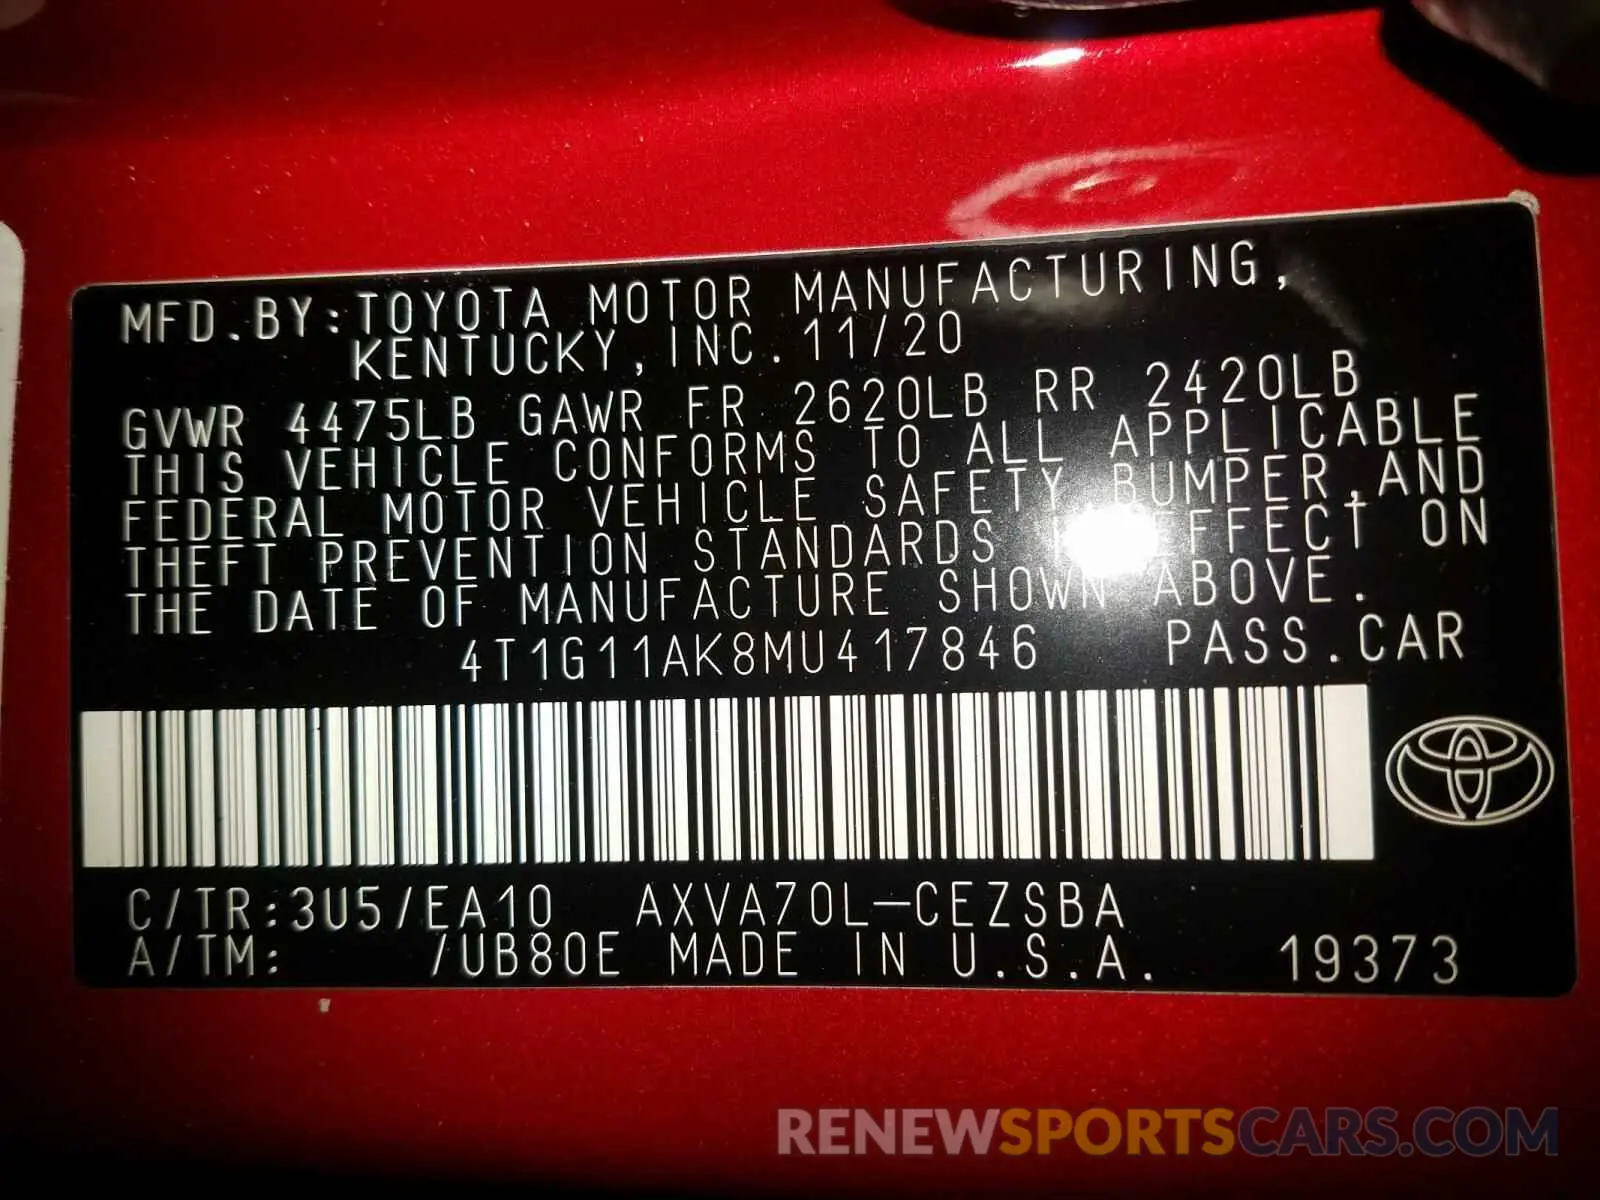 MFD.BY:TOYOTA MOTOR MANUFACTURING,
KENTUCKY,INC.11/20
GVWR 4475LB GAWR FR 2620LB RR 2420LB
THIS VEHICLE CONFORMS TO ALL APPLICABLE
FEDERAL MOTOR VEHICLE SAFETY,BUMPER,AND
THEFT PREVENTION STANDARDS EFFECT ON
THE DATE OF MANUFACTURE SHOWN ABOVE.
4T1G11AK8MU417846 PASS.CAR
C/TR:3U5/EA10 AXVA70L-CEZSBA
A/TM: /UB80E MADE IN U.S.A. 19373
RENEWSPORTSCARS.COM